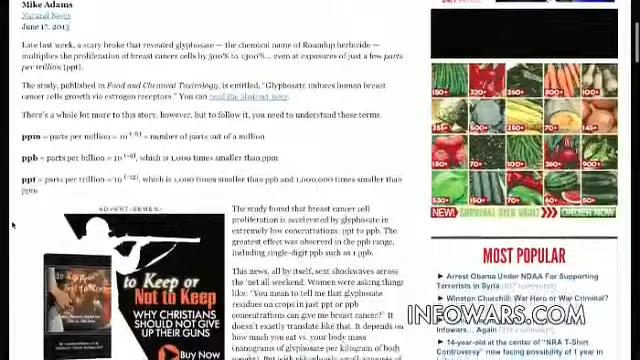 Mike Adams
Natural News
June 17, 2013
Late last week, a story broke that revealed glyphosate — the chemical name of Roundup herbicide —
multiplies the proliferation of breast cancer cells by 500% to 1300%... even at exposures of just a few parts
per trillion (ppt).
The study, published in Food and Chemical Toxicology, is entitled, "Glyphosate induces human breast
cancer cells growth via estrogen receptors." You can read the abstract here.
There's a whole lot more to this story, however, but to follow it, you need to understand these terms.
ppm = parts per million = 10^(-6) = number of parts out of a million
ppb = parts per billion = 10^(-9), which is 1,000 times smaller than ppm
ppt = parts per trillion = 10^(-12), which is 1,000 times smaller than ppb and 1,000,000 times smaller than
ppm
ADVERTISEMENT
to Keep or
Not to Keep
WHY CHRISTIANS
SHOULD NOT GIVE
UP THEIR GUNS
Buy Now
The study found that breast cancer cell
proliferation is accelerated by glyphosate in
extremely low concentrations: ppt to ppb. The
greatest effect was observed in the ppb range,
including single-digit ppb such as 1 ppb.
This news, all by itself, sent shockwaves across
the 'net all weekend. Women were asking things
like, "You mean to tell me that glyphosate
residues on crops in just ppt or ppb
concentrations can give me breast cancer?" It
doesn't exactly translate like that. It depends on
how much you eat vs. your body mass
(nanograms of glyphosate per kilogram of body
NEW! SURVIVAL SEED VAULT ORDER NOW
MOST POPULAR
Arrest Obama Under NDAA For Supporting
Terrorists in Syria
Winston Churchill: War Hero or War Criminal?
Infowars... Again
14-year-old at the center of "NRA T-Shirt
Controversy" now facing possibility of 1 year in
INFOWARS.COM